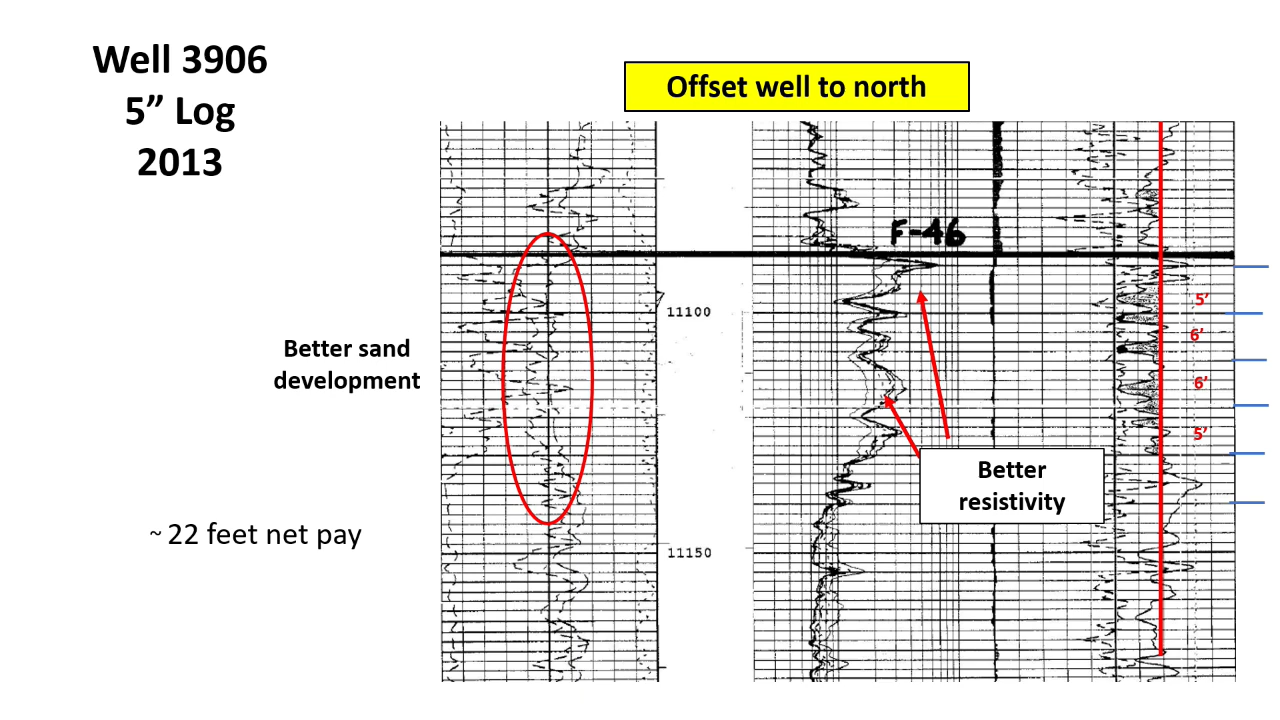 Well 3906
5” Log
2013
Offset well to north
F-46
11100
5’
6’
Better sand
development
6’
5’
Better
resistivity
~ 22 feet net pay
11150